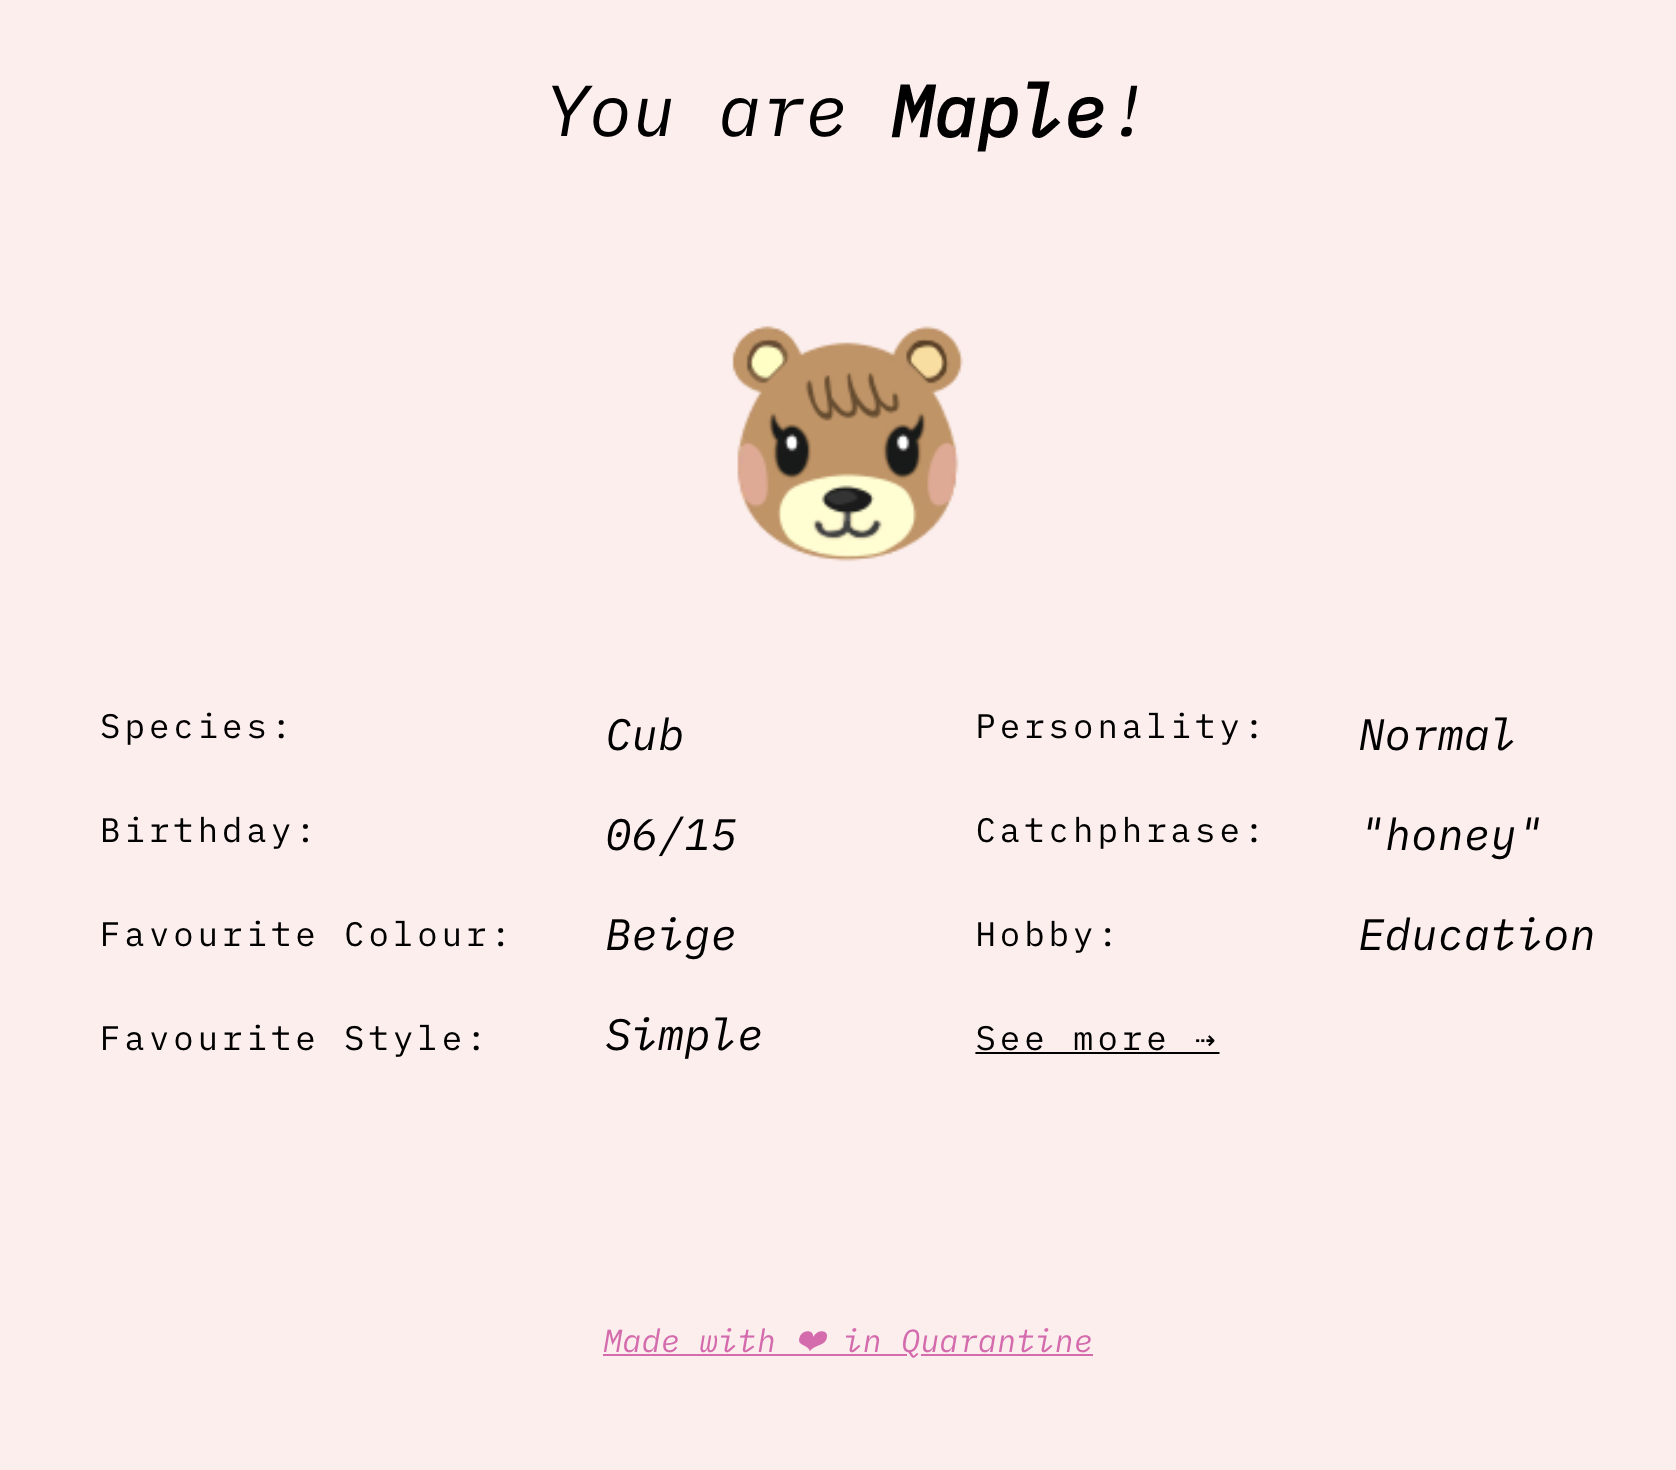 You are Maple!
Species: Cub Personality: Normal
Birthday: 06/15 Catchphrase: "honey"
Favourite Colour: Beige Hobby: Education
Favourite Style: Simple See more ⇢
Made with ❤ in Quarantine